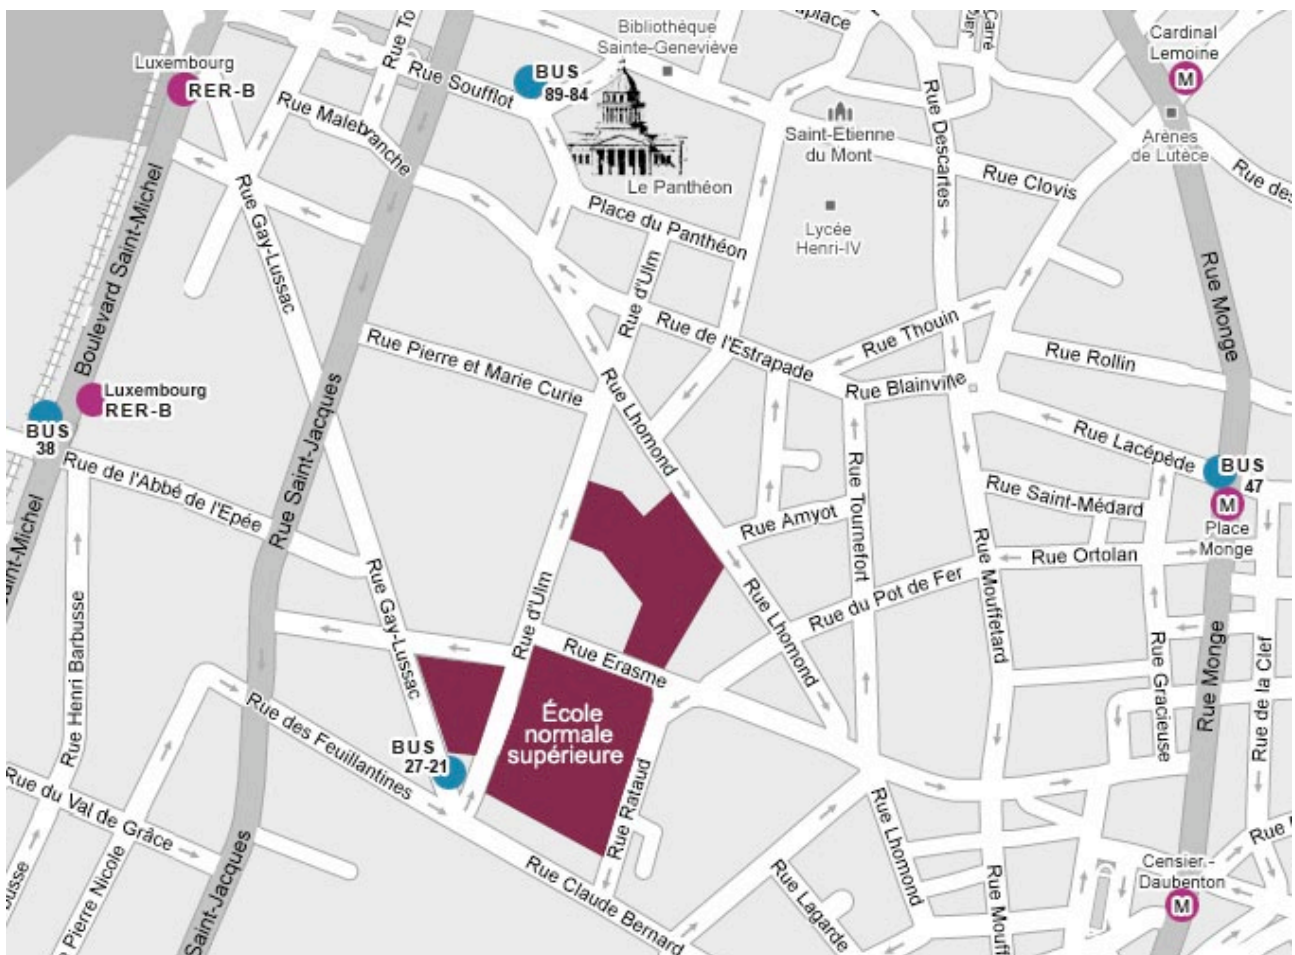 Bibliothèque
Sainte-Geneviève
Cardinal
Lemoine
M
Luxembourg
RER-B
Rue Soufflot
BUS
89-84
Rue Malebranche
Rue Descartes
Saint-Etienne
du Mont
Arènes
de Lutèce
Rue Clovis
Rue des
Le Panthéon
Place du Panthéon
Lycée
Henri-IV
Rue Gay-Lussac
Boulevard Saint-Michel
Rue d'Ulm
Rue Monge
Rue Thouin
Rue de l'Estrapade
Rue Pierre et Marie Curie
Rue Rollin
Rue Blainville
Luxembourg
RER-B
BUS
38
Rue Lhomond
Rue Saint-Jacques
Rue Lacépède
BUS
47
M
Place
Monge
Rue de l'Abbé de l'Epée
Rue Saint-Médard
Rue Amyot
Rue Tournefort
Rue Ortolan
Saint-Michel
Rue Mouffetard
Rue du Pot de Fer
Rue Gay-Lussac
Rue d'Ulm
Rue Lhomond
Rue Erasme
Rue Henri Barbusse
Rue Gracieuse
Rue Monge
Rue de la Clef
École
normale
supérieure
Rue des Feuillantines
BUS
27-21
Rue Rataud
Rue du Val de Grâce
Rue Lhomond
Rue Claude Bernard
Rue Lagarde
Censier -
Daubenton
M
Pierre Nicole
Saint-Jacques
Rue Mouff